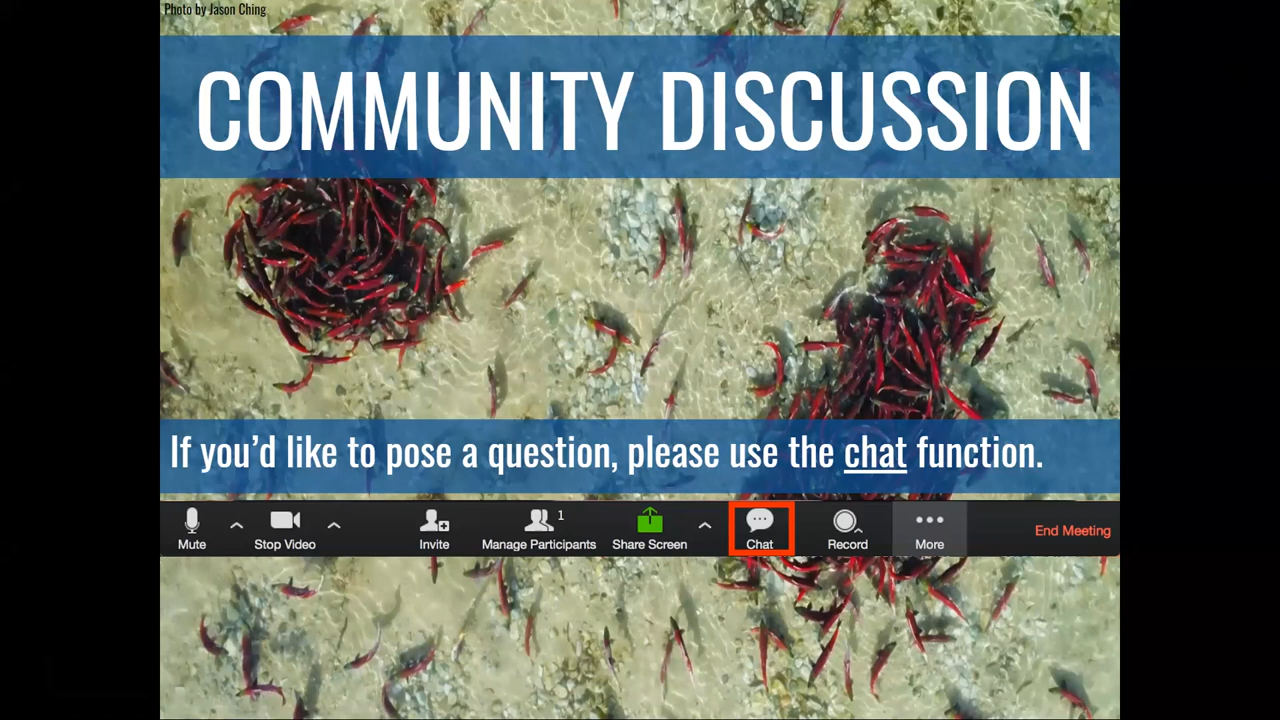 Photo by Jason Ching
COMMUNITY DISCUSSION
If you’d like to pose a question, please use the chat function.
1
Mute
Stop Video
Invite
Manage Participants
Share Screen
Chat
Record
More
End Meeting